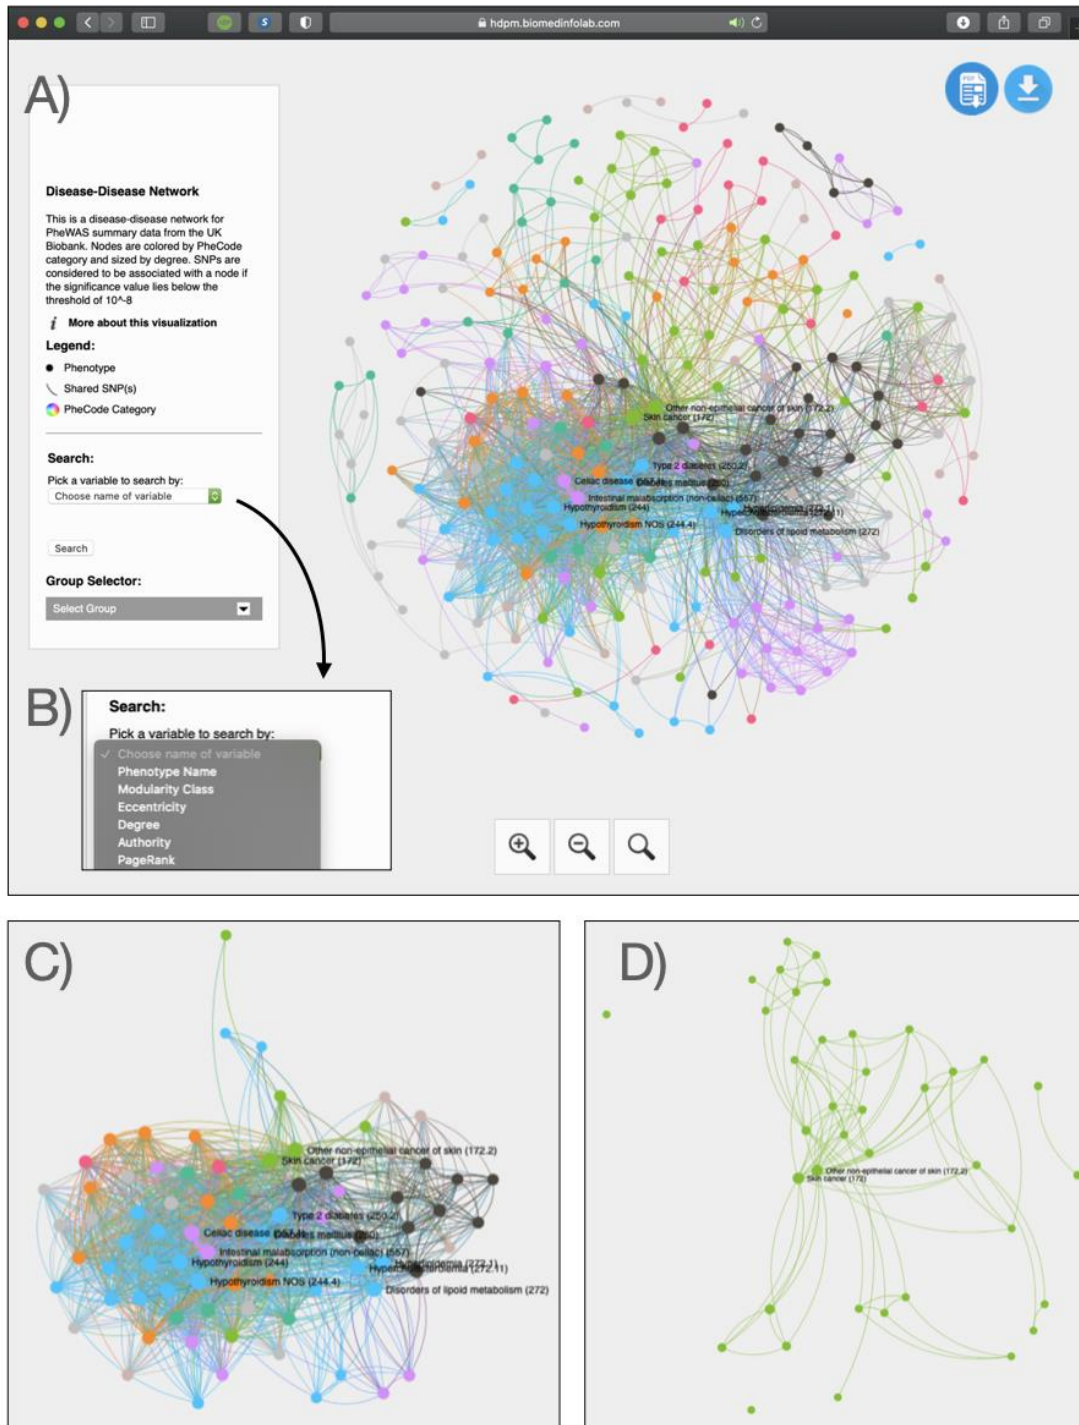 hdpm.biomedinfolab.com
A)
PDF
Disease-Disease Network
This is a disease-disease network for
PheWAS summary data from the UK
Biobank. Nodes are colored by PheCode
category and sized by degree. SNPs are
considered to be associated with a node if
the significance value lies below the
threshold of 10^-8
i More about this visualization
Legend:
Phenotype
Shared SNP(s)
PheCode Category
Search:
Pick a variable to search by:
Choose name of variable
Search
Group Selector:
Select Group
Other non-epithelial cancer of skin (172.2)
Skin cancer (172)
Type 2 diabetes (250.2)
Celiac disease
Intestinal malabsorption (non-celiac) (557)
Hypothyroidism (244)
Hypothyroidism NOS (244.4)
Disorders of lipoid metabolism (272)
B)
Search:
Pick a variable to search by:
✓ Choose name of variable
Phenotype Name
Modularity Class
Eccentricity
Degree
Authority
PageRank
C)
Other non-epithelial cancer of skin (172.2)
Skin cancer (172)
Type 2 diabetes (250.2)
Celiac disease
Intestinal malabsorption (non-celiac) (557)
Hypothyroidism (244)
Hypothyroidism NOS (244.4)
Disorders of lipoid metabolism (272)
D)
Other non-epithelial cancer of skin (172.2)
Skin cancer (172)